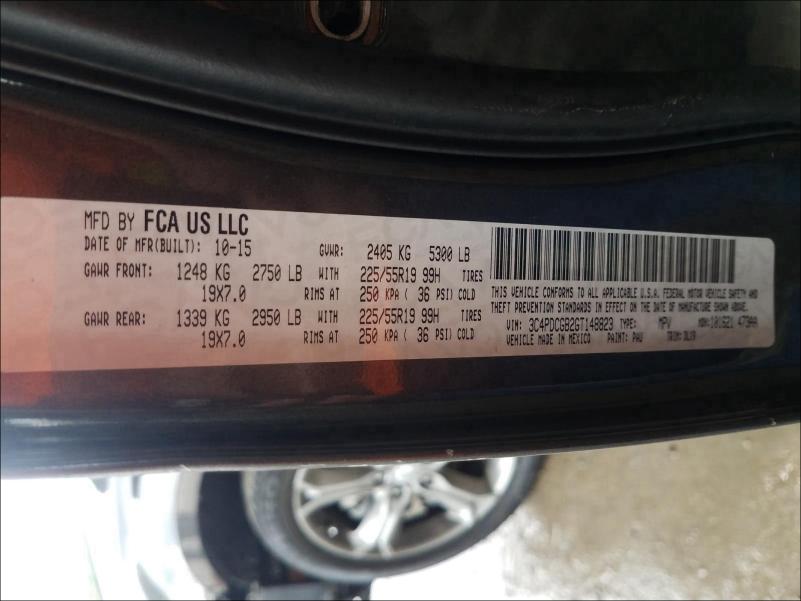 MFD BY FCA US LLC
DATE OF MFR(BUILT): 10-15 GVWR: 2405 KG 5300 LB
GAWR FRONT: 1248 KG 2750 LB WITH 225/55R19 99H TIRES
19X7.0 RIMS AT 250 KPA ( 36 PSI) COLD
GAWR REAR: 1339 KG 2950 LB WITH 225/55R19 99H TIRES
19X7.0 RIMS AT 250 KPA ( 36 PSI) COLD
THIS VEHICLE CONFORMS TO ALL APPLICABLE U.S.A. FEDERAL MOTOR VEHICLE SAFETY AND
THEFT PREVENTION STANDARDS IN EFFECT ON THE DATE OF MANUFACTURE SHOWN ABOVE.
VIN: 3C4PDCGB2GT148823 TYPE: MPV
VEHICLE MADE IN MEXICO PAINT: PAU TRIM: